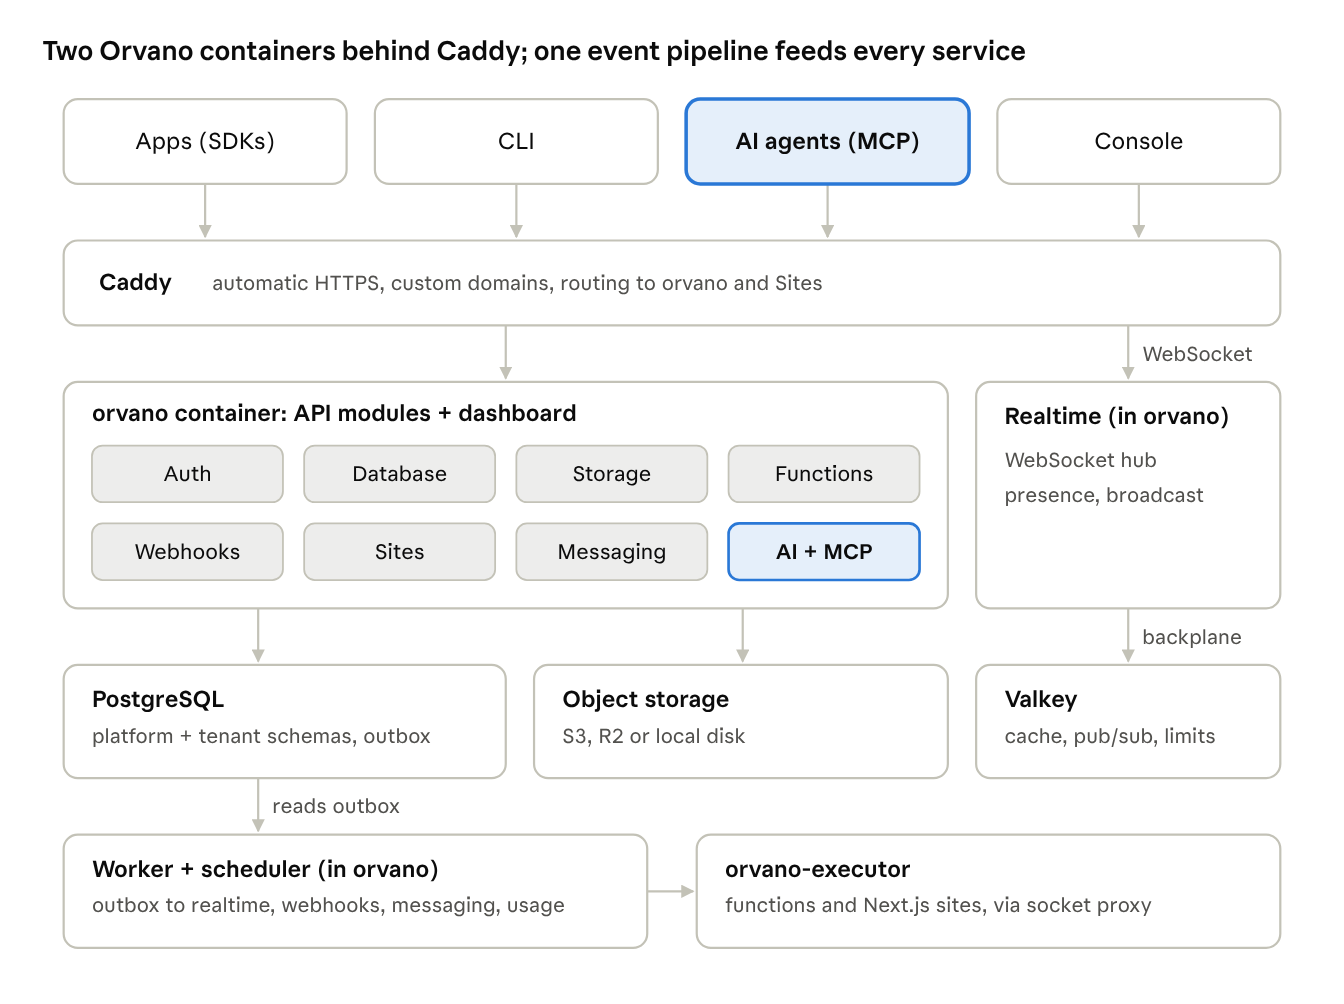 Two Orvano containers behind Caddy; one event pipeline feeds every service
Apps (SDKs)
CLI
AI agents (MCP)
Console
Caddy
automatic HTTPS, custom domains, routing to orvano and Sites
WebSocket
orvano container: API modules + dashboard
Auth
Database
Storage
Functions
Webhooks
Sites
Messaging
AI + MCP
Realtime (in orvano)
WebSocket hub
presence, broadcast
backplane
PostgreSQL
platform + tenant schemas, outbox
Object storage
S3, R2 or local disk
Valkey
cache, pub/sub, limits
reads outbox
Worker + scheduler (in orvano)
outbox to realtime, webhooks, messaging, usage
orvano-executor
functions and Next.js sites, via socket proxy